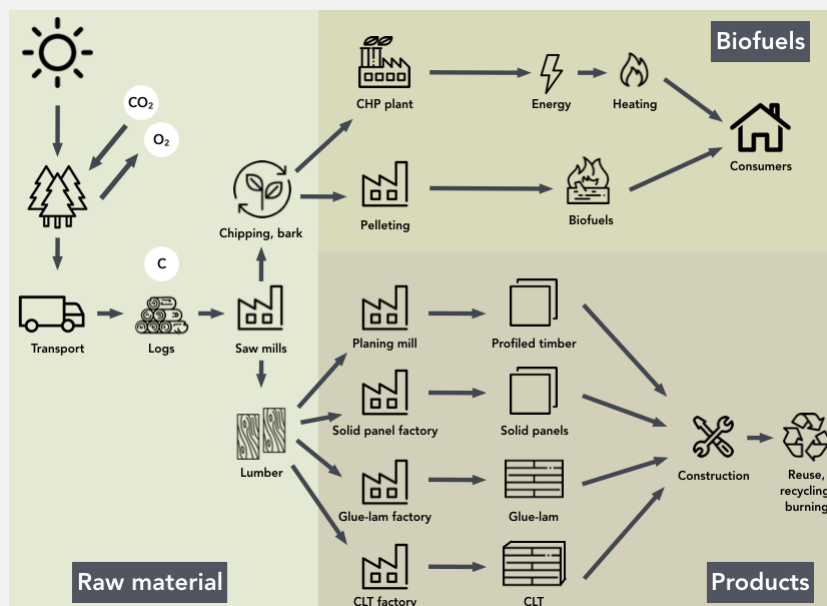 Biofuels
CO₂
O₂
CHP plant
Energy
Heating
Consumers
Chipping, bark
Pelleting
Biofuels
C
Transport
Logs
Saw mills
Planing mill
Profiled timber
Solid panel factory
Solid panels
Lumber
Construction
Reuse,
recycling
burning
Glue-lam factory
Glue-lam
CLT factory
CLT
Raw material
Products